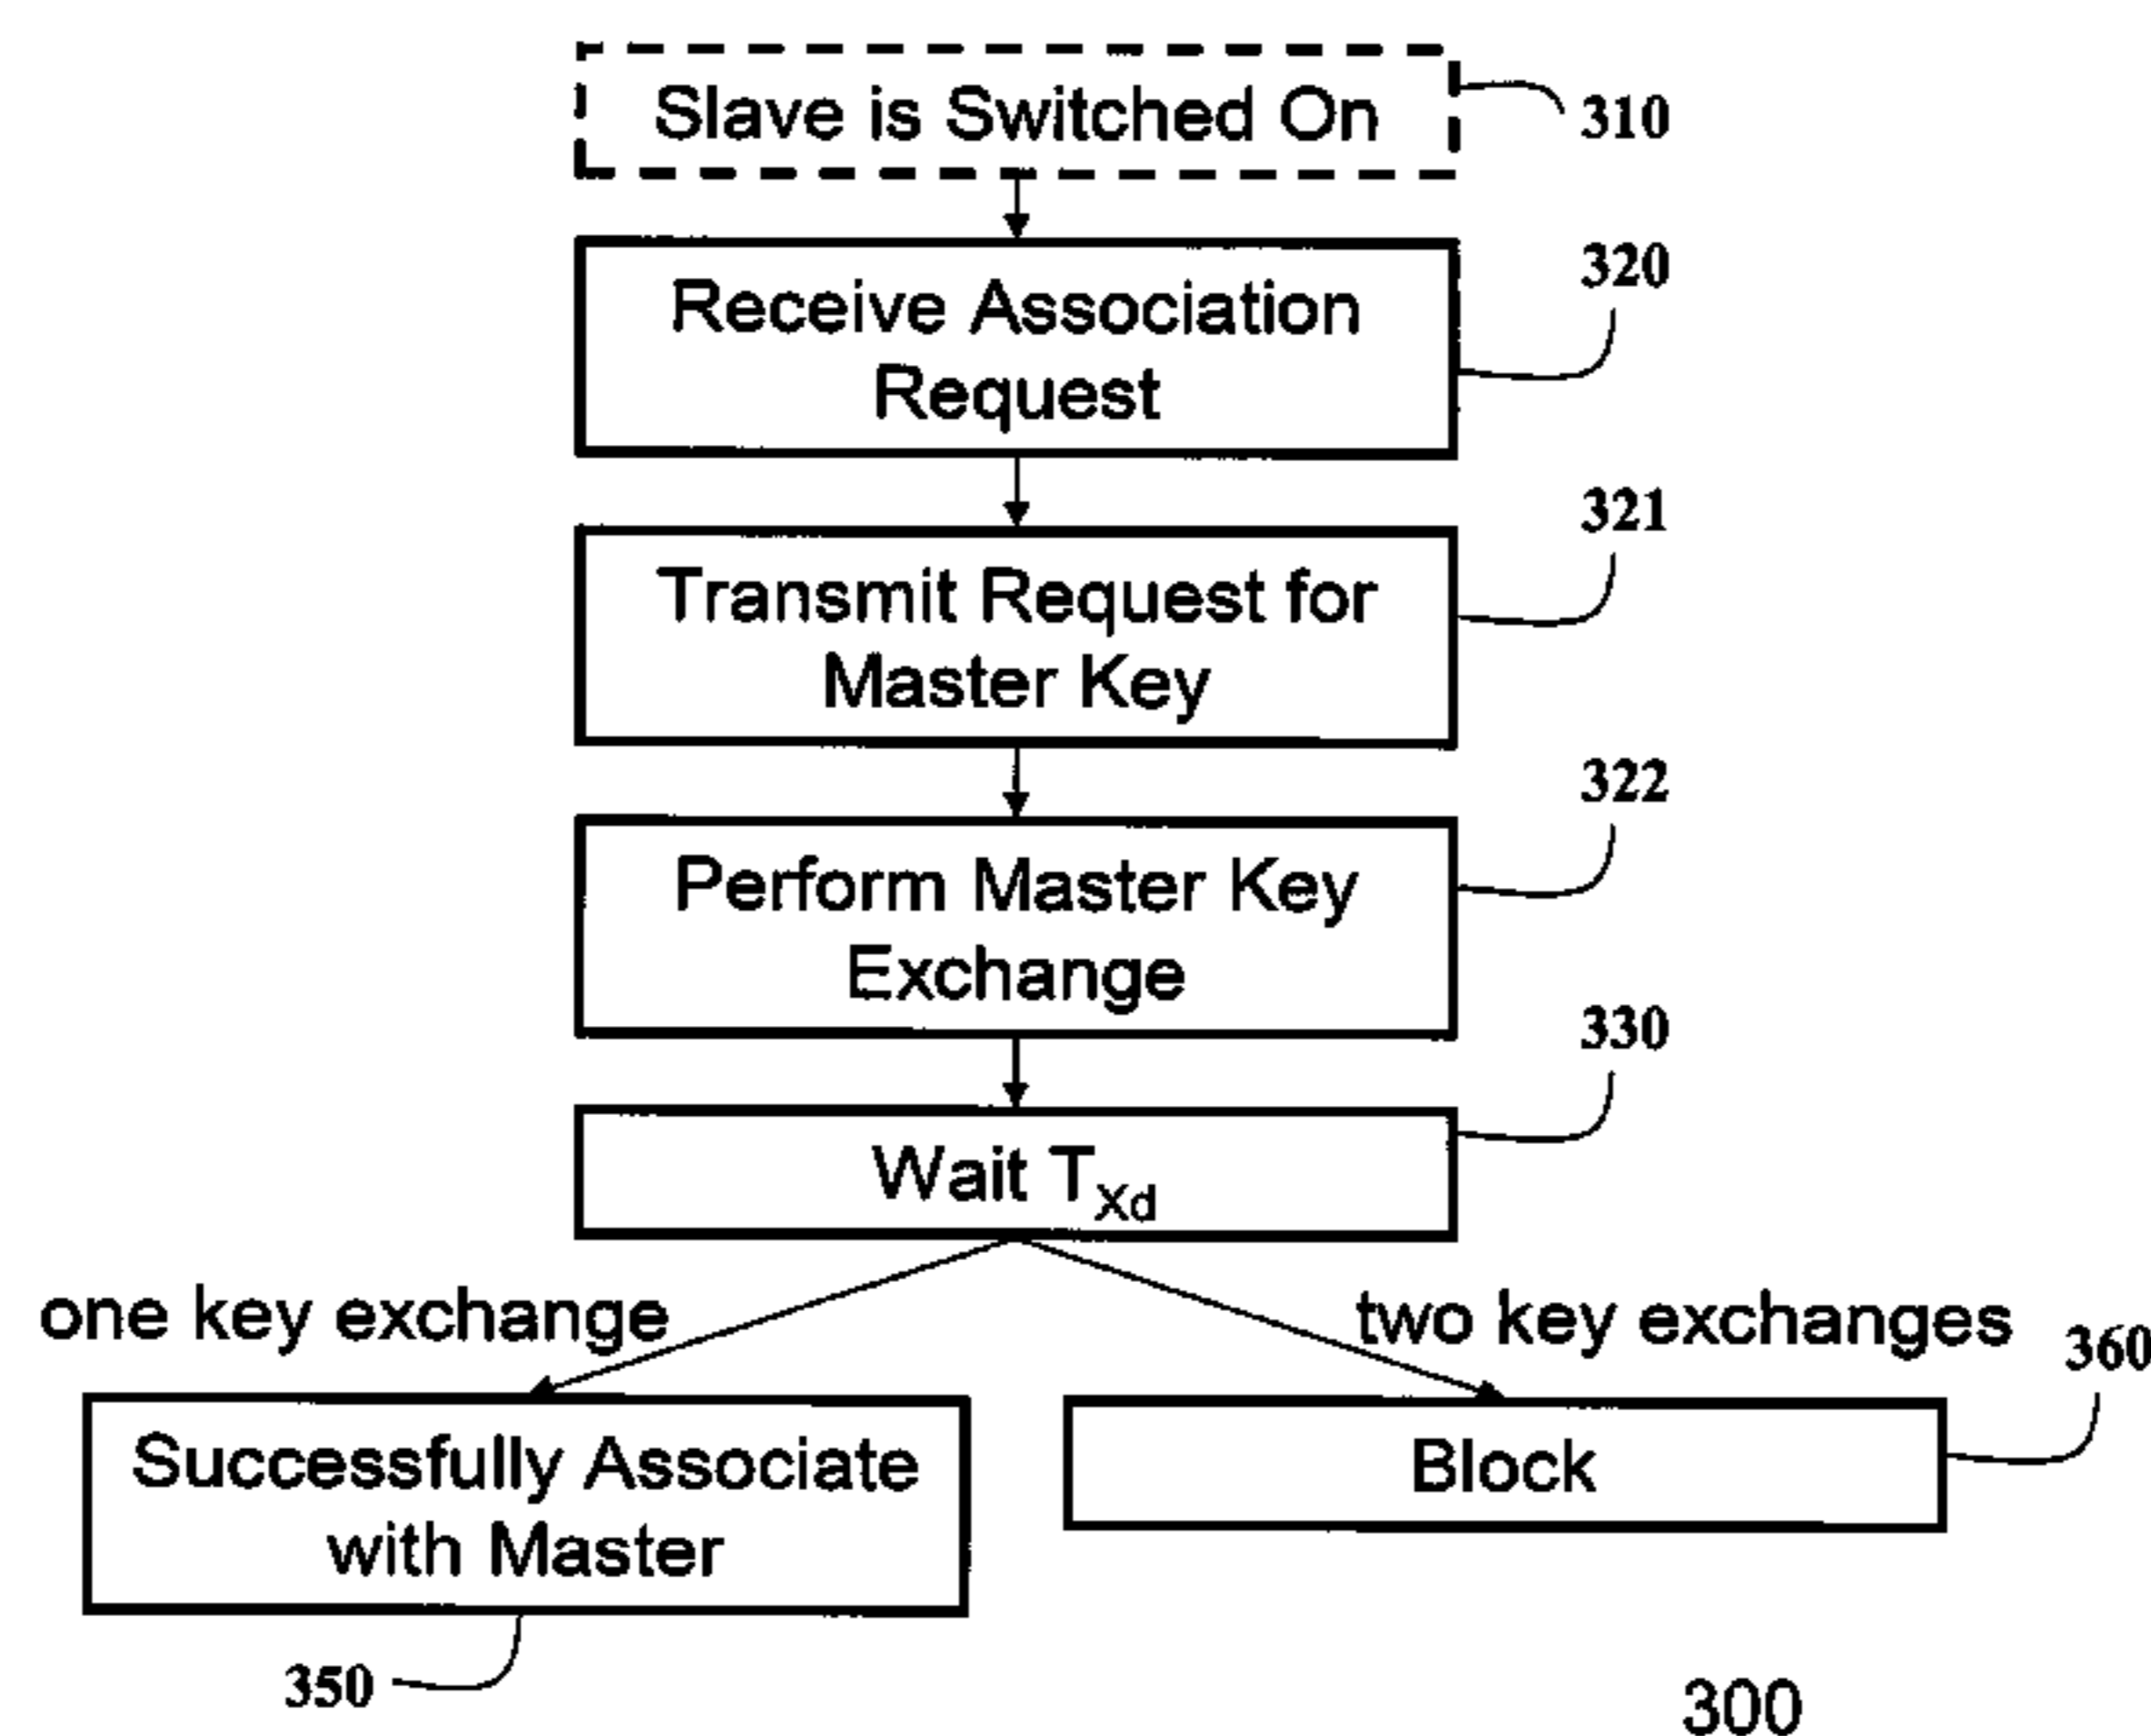 Slave is Switched On
310
Receive Association
Request
320
Transmit Request for
Master Key
321
Perform Master Key
Exchange
322
Wait TXd
330
one key exchange
two key exchanges
Successfully Associate
with Master
350
Block
360
300